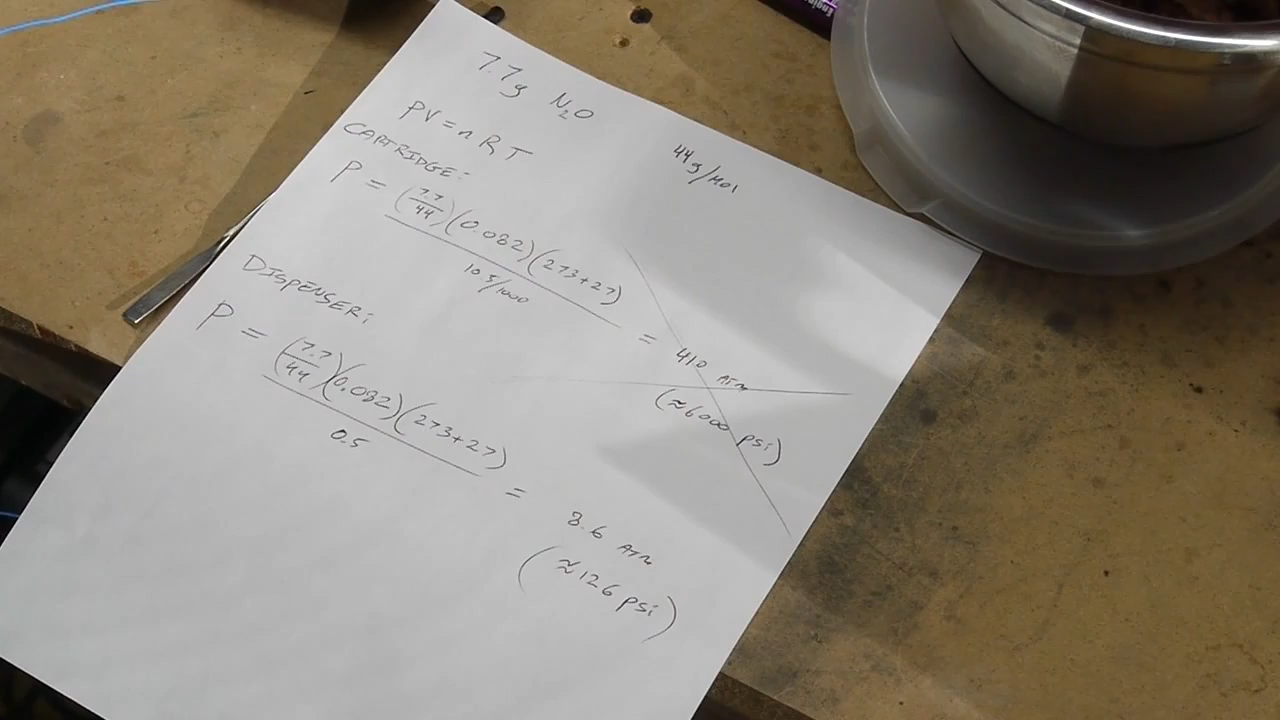 7.7g N₂O
44 g/mol
PV = nRT
CARTRIDGE:
P = (7.7/44)(0.082)(273+27)
10.5/1000
= 410 ATM
(≈6000 psi)
DISPENSER:
P = (7.7/44)(0.082)(273+27)
0.5
= 8.6 ATM
(≈126 psi)